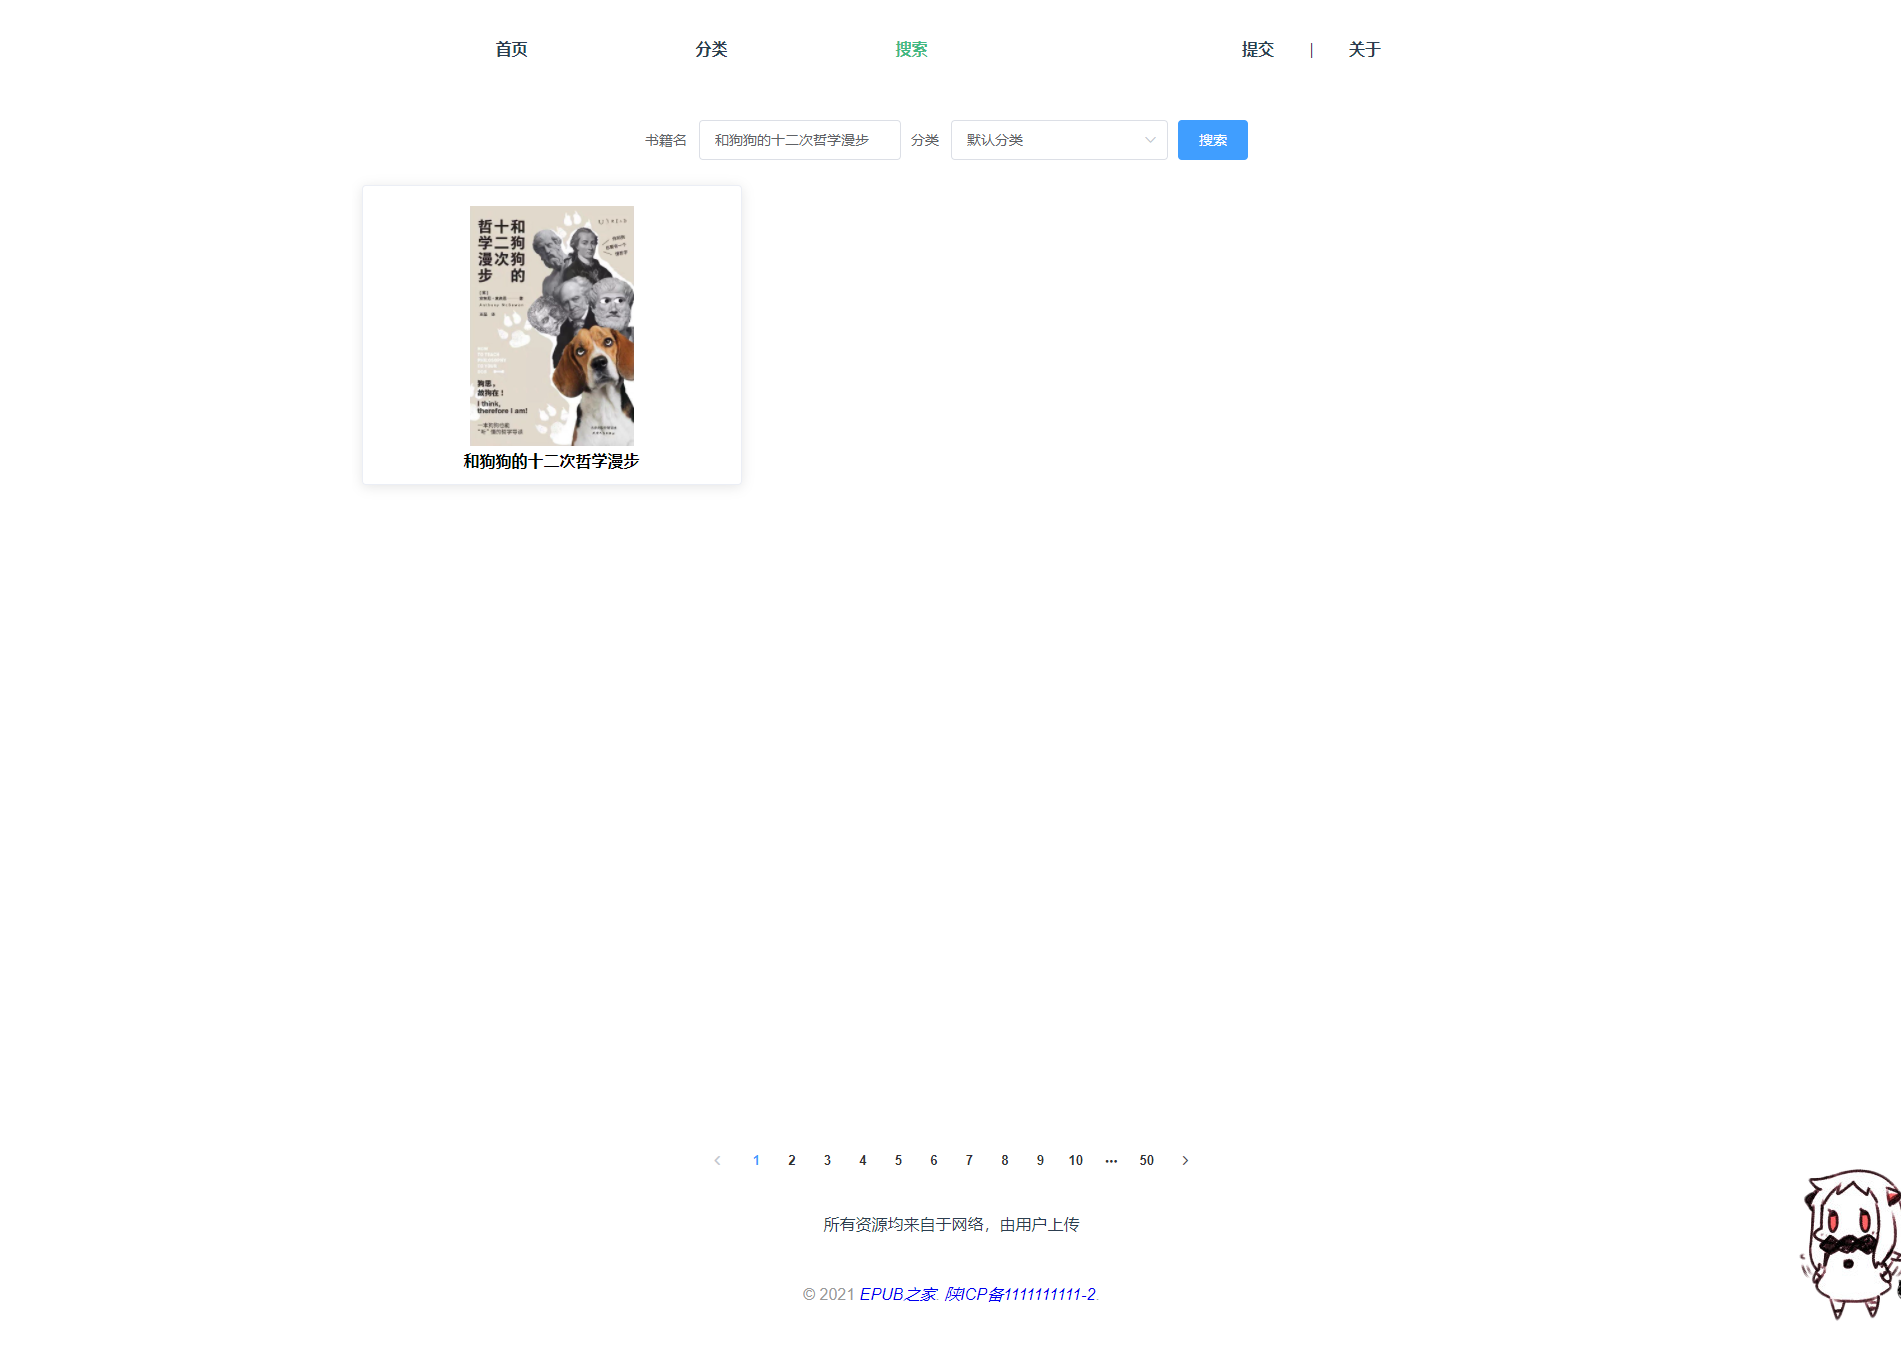 首页
分类
搜索
提交
|
关于
书籍名
和狗狗的十二次哲学漫步
分类
默认分类
搜索
和狗狗的
十二次
哲学漫步
狗思，
故狗在！
I think,
therefore I am!
和狗狗的十二次哲学漫步
1 2 3 4 5 6 7 8 9 10 ••• 50
所有资源均来自于网络，由用户上传
© 2021 EPUB之家. 陕ICP备1111111111-2.